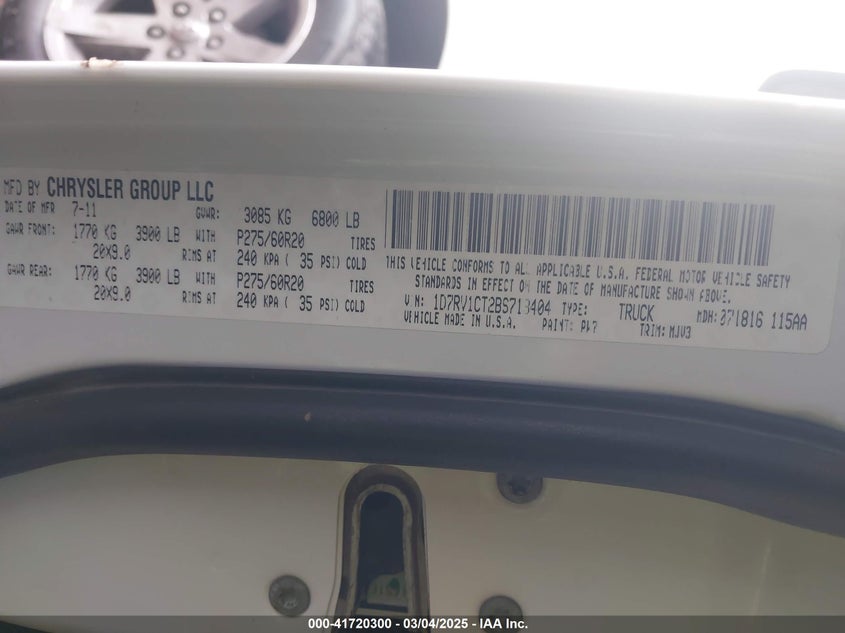 MFD BY CHRYSLER GROUP LLC
DATE OF MFR 7-11 GVWR: 3085 KG 6800 LB
GAWR FRONT: 1770 KG 3900 LB WITH P275/60R20 TIRES
20X9.0 RIMS AT 240 KPA ( 35 PSI) COLD
GAWR REAR: 1770 KG 3900 LB WITH P275/60R20 TIRES
20X9.0 RIMS AT 240 KPA ( 35 PSI) COLD
THIS VEHICLE CONFORMS TO ALL APPLICABLE U.S.A. FEDERAL MOTOR VEHICLE SAFETY
STANDARDS IN EFFECT ON THE DATE OF MANUFACTURE SHOWN ABOVE.
VIN: TYPE: TRUCK MDH: 071816 115AA
VEHICLE MADE IN U.S.A. PAINT: PW7 TRIM: MJV3
000-41720300 — 03/04/2025 — IAA Inc.